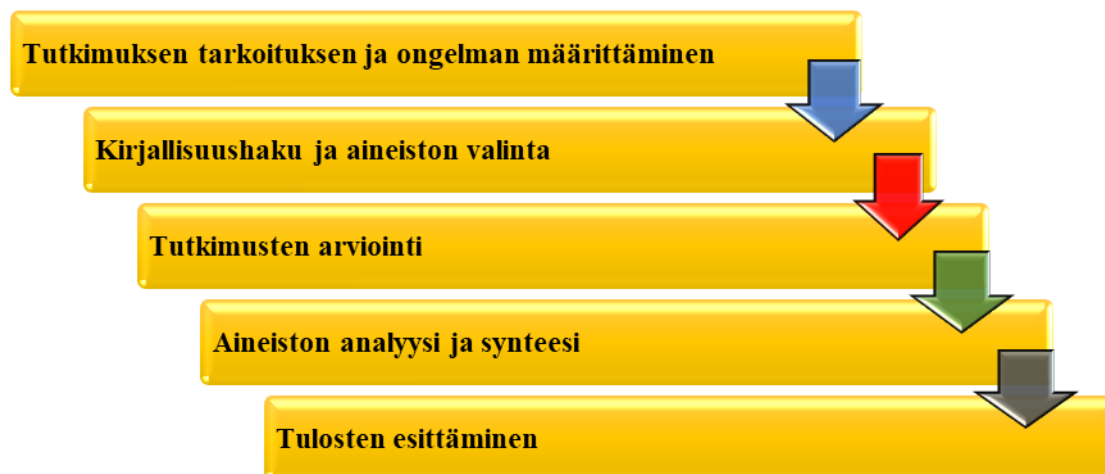 Tutkimuksen tarkoituksen ja ongelman määrittäminen
Kirjallisuushaku ja aineiston valinta
Tutkimusten arviointi
Aineiston analyysi ja synteesi
Tulosten esittäminen